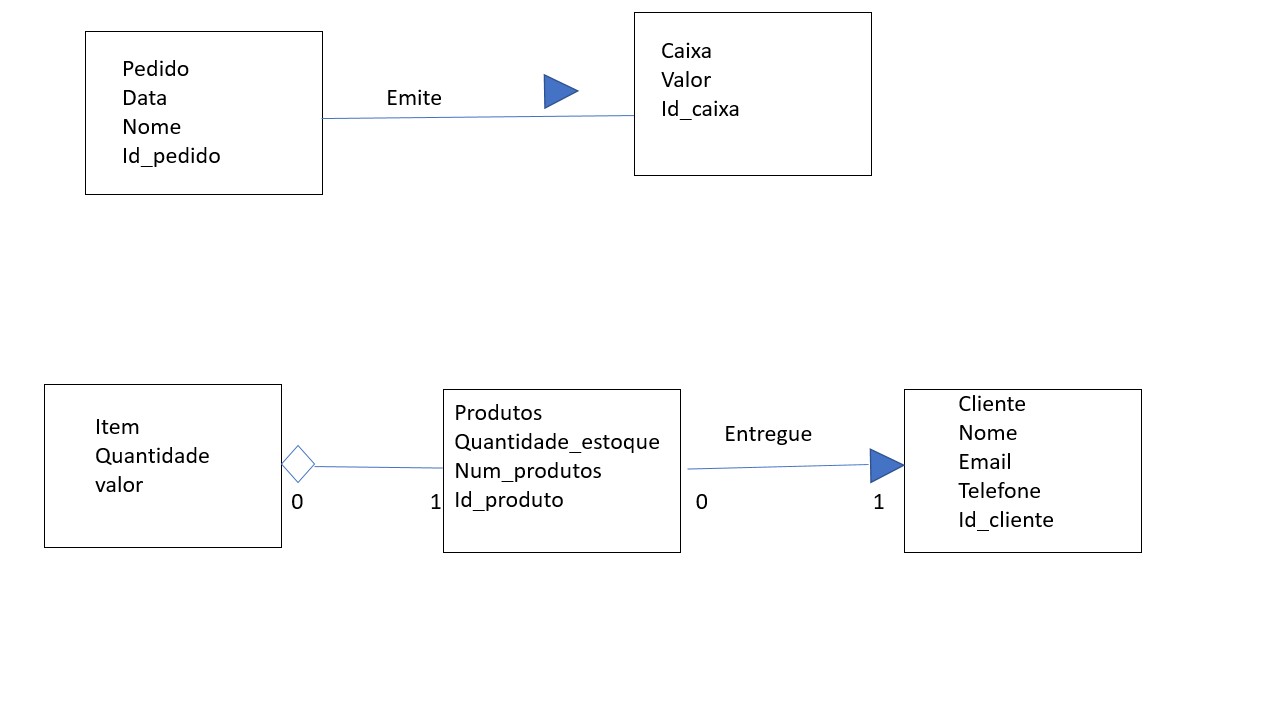 Pedido
Data
Nome
Id_pedido
Emite
Caixa
Valor
Id_caixa
Item
Quantidade
valor
0
1
Produtos
Quantidade_estoque
Num_produtos
Id_produto
Entregue
0
1
Cliente
Nome
Email
Telefone
Id_cliente